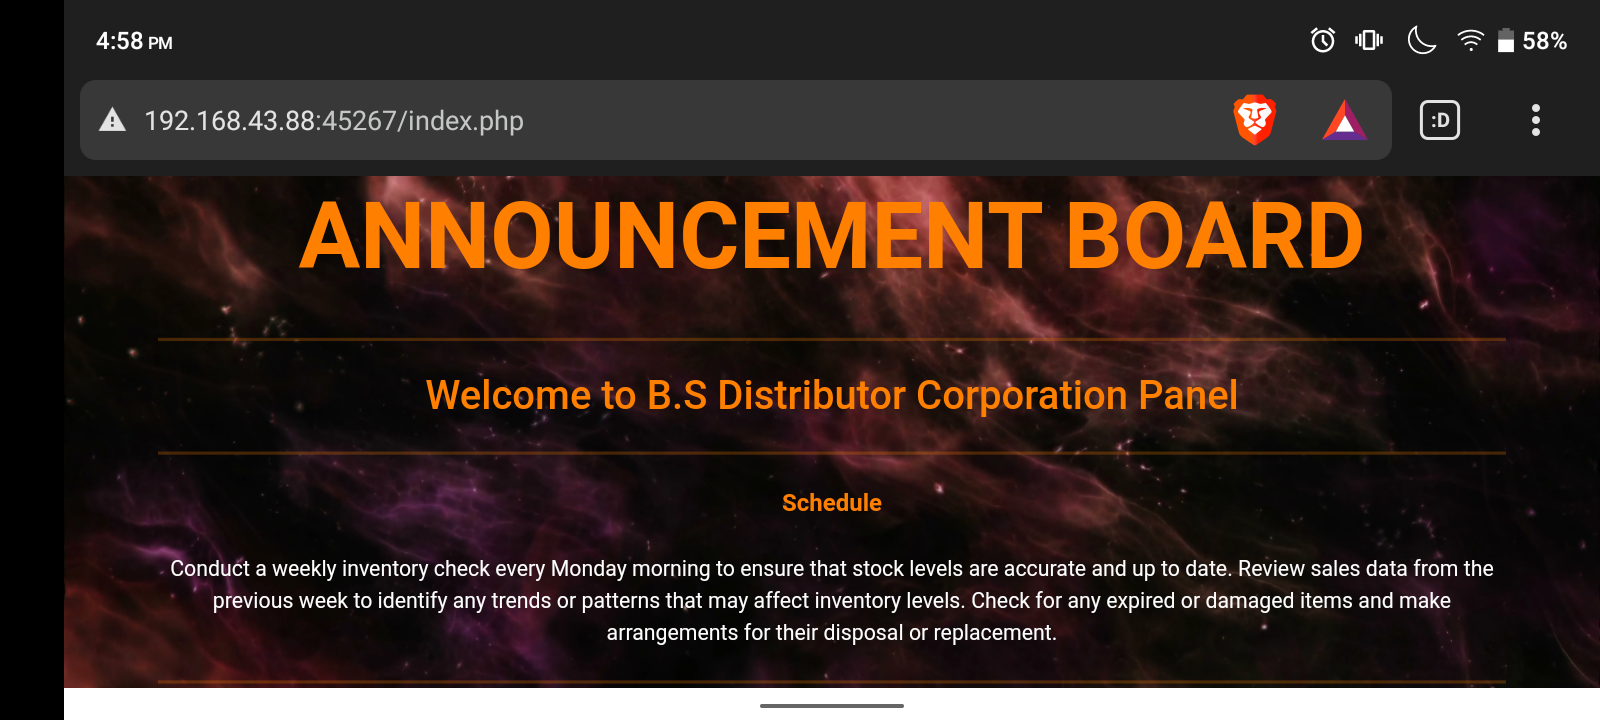 4:58 PM
58%
192.168.43.88:45267/index.php
:D
ANNOUNCEMENT BOARD
Welcome to B.S Distributor Corporation Panel
Schedule
Conduct a weekly inventory check every Monday morning to ensure that stock levels are accurate and up to date. Review sales data from the
previous week to identify any trends or patterns that may affect inventory levels. Check for any expired or damaged items and make
arrangements for their disposal or replacement.